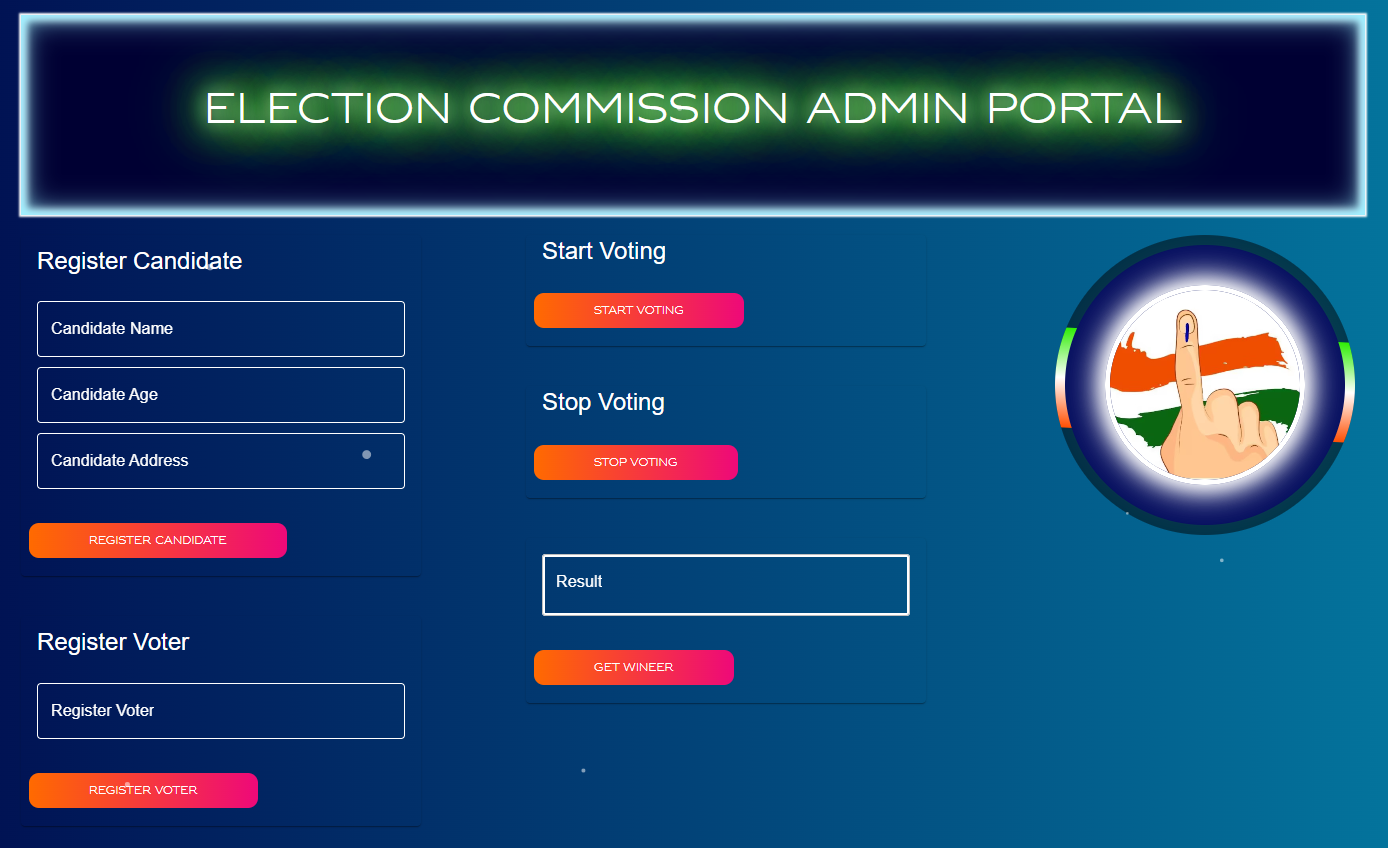 ELECTION COMMISSION ADMIN PORTAL
Register Candidate
Candidate Name
Candidate Age
Candidate Address
REGISTER CANDIDATE
Register Voter
Register Voter
REGISTER VOTER
Start Voting
START VOTING
Stop Voting
STOP VOTING
Result
GET WINEER